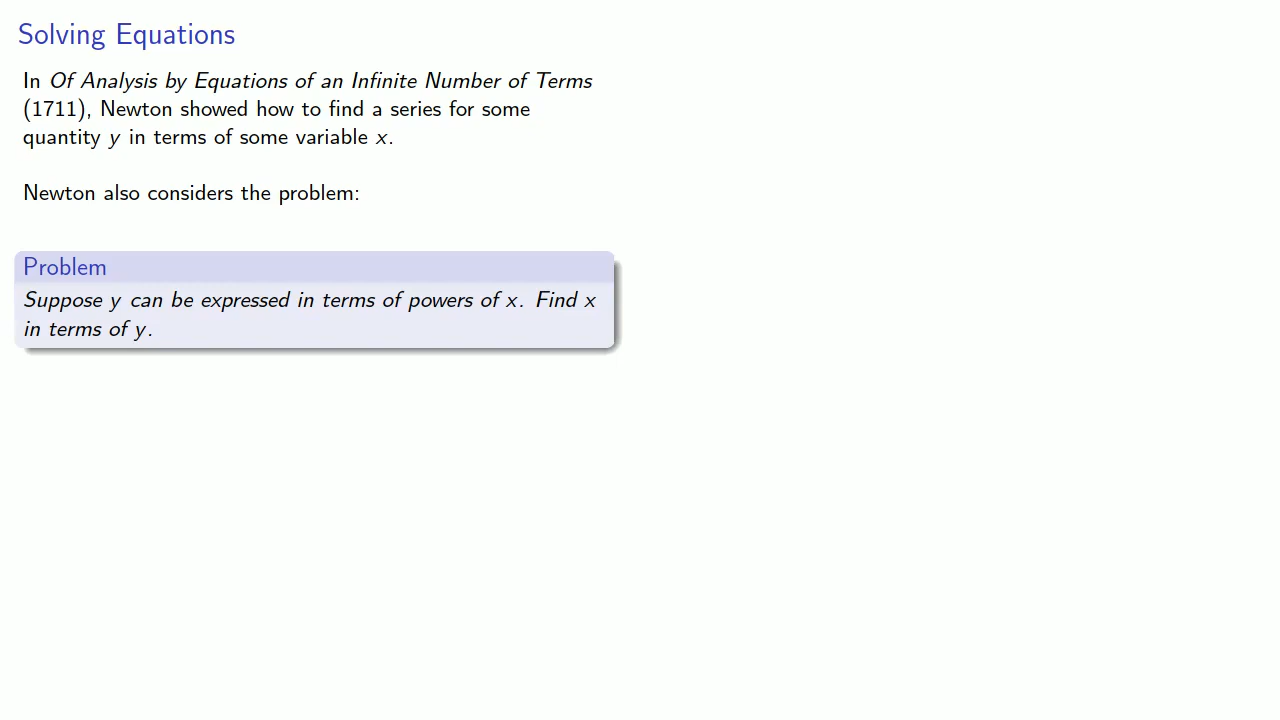 Solving Equations
In Of Analysis by Equations of an Infinite Number of Terms
(1711), Newton showed how to find a series for some
quantity y in terms of some variable x.
Newton also considers the problem:
Problem
Suppose y can be expressed in terms of powers of x. Find x
in terms of y.